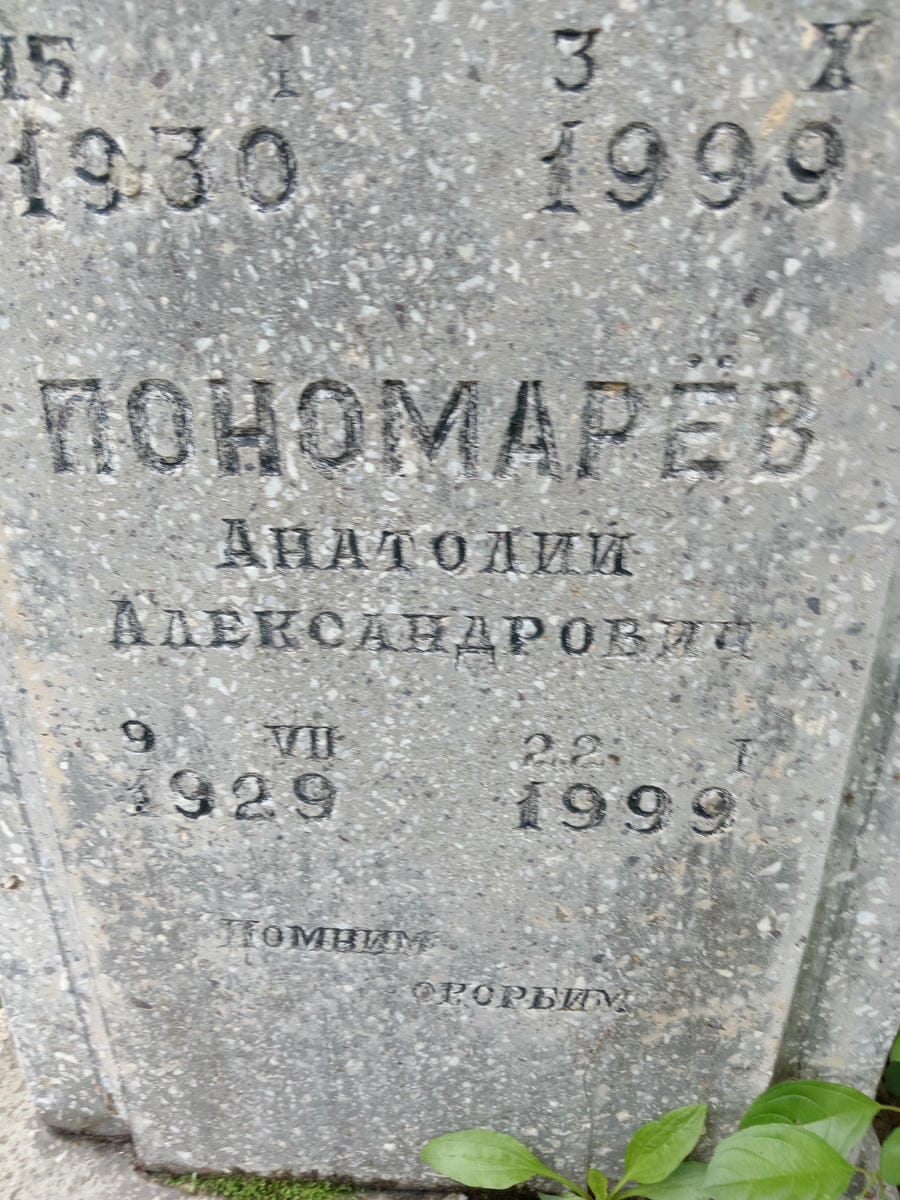 15 I 3 X
1930 1999
ПОНОМАРЁВ
АНАТОЛИЙ
АЛЕКСАНДРОВИЧ
9 VII 22 I
1929 1999
ПОМНИМ
СКОРБИМ